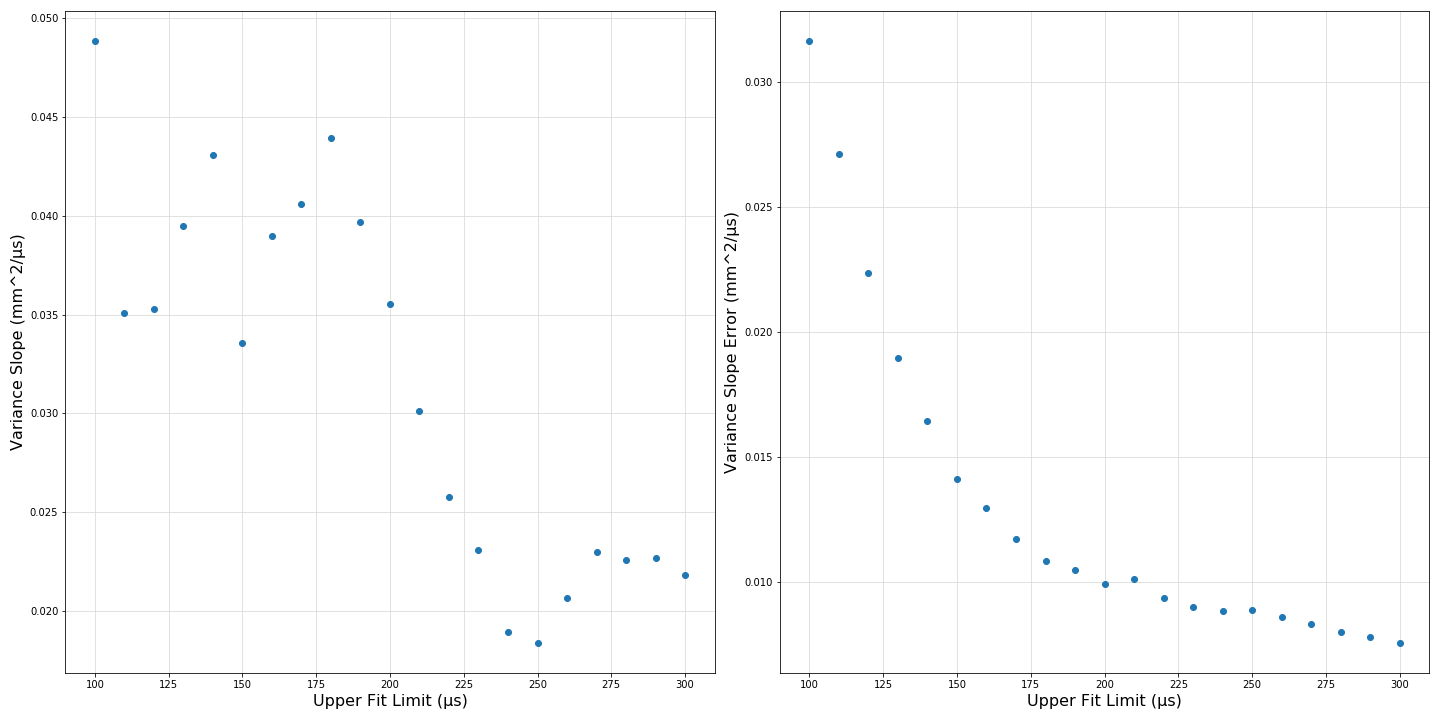 0.050
0.045
0.040
0.035
0.030
0.025
0.020
Variance Slope (mm^2/μs)
100 125 150 175 200 225 250 275 300
Upper Fit Limit (μs)
0.030
0.025
0.020
0.015
0.010
Variance Slope Error (mm^2/μs)
100 125 150 175 200 225 250 275 300
Upper Fit Limit (μs)